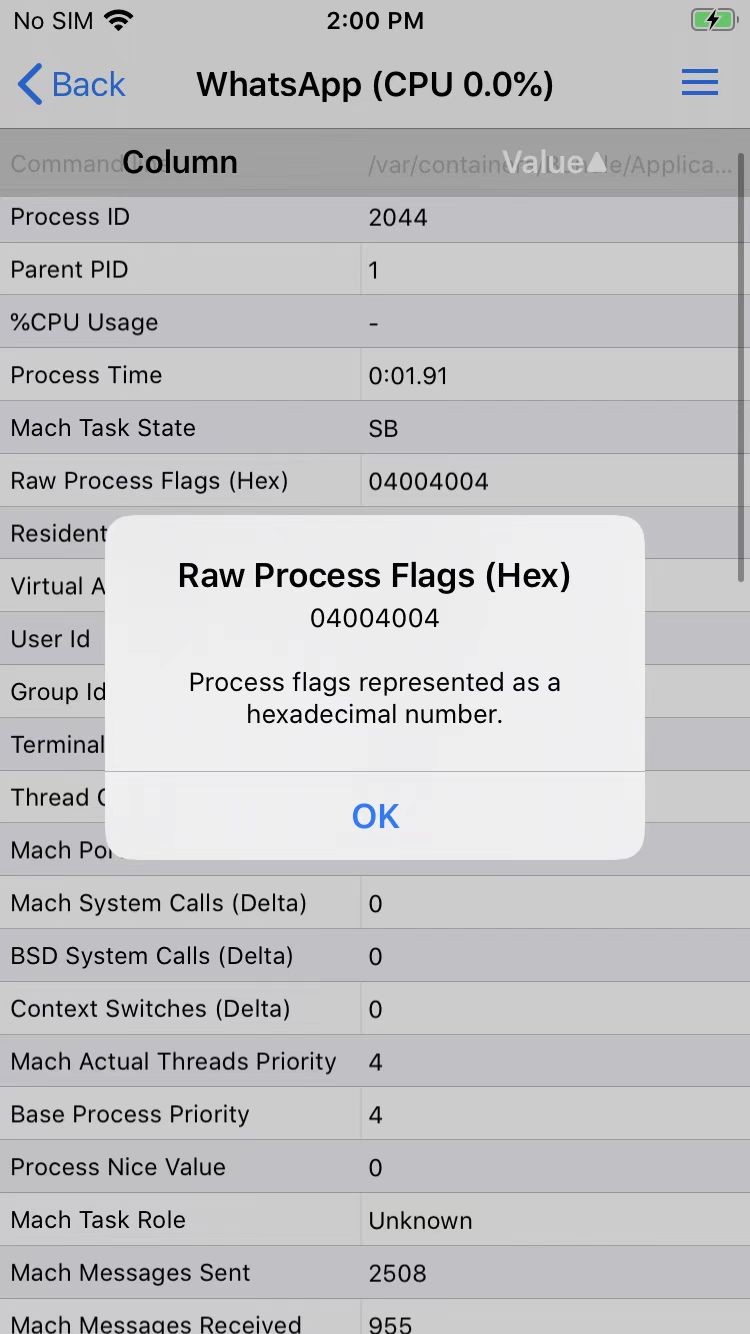 No SIM 2:00 PM
Back WhatsApp (CPU 0.0%)
Column Value▲
Command /var/contain /Applica...
Process ID 2044
Parent PID 1
%CPU Usage -
Process Time 0:01.91
Mach Task State SB
Raw Process Flags (Hex) 04004004
Resident
Virtual A
User Id
Group Id
Terminal
Thread
Mach Por
Raw Process Flags (Hex)
04004004
Process flags represented as a
hexadecimal number.
OK
Mach System Calls (Delta) 0
BSD System Calls (Delta) 0
Context Switches (Delta) 0
Mach Actual Threads Priority 4
Base Process Priority 4
Process Nice Value 0
Mach Task Role Unknown
Mach Messages Sent 2508
Mach Messages Received 955